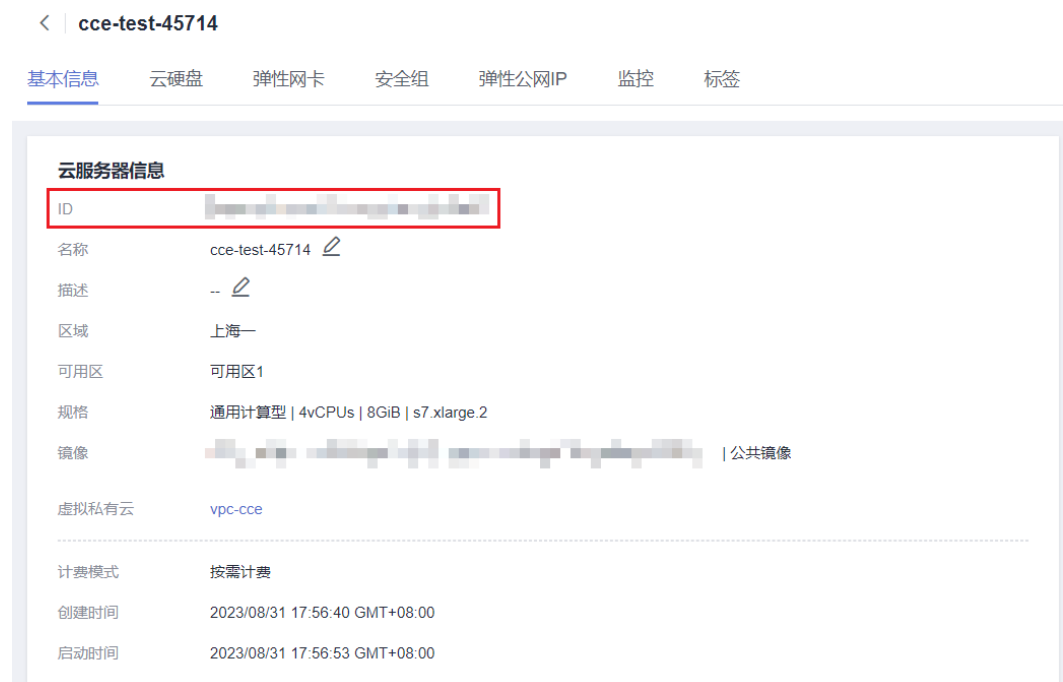 cce-test-45714
基本信息 云硬盘 弹性网卡 安全组 弹性公网IP 监控 标签
云服务器信息
ID
名称 cce-test-45714
描述 --
区域 上海一
可用区 可用区1
规格 通用计算型 | 4vCPUs | 8GiB | s7.xlarge.2
镜像 | 公共镜像
虚拟私有云 vpc-cce
计费模式 按需计费
创建时间 2023/08/31 17:56:40 GMT+08:00
启动时间 2023/08/31 17:56:53 GMT+08:00